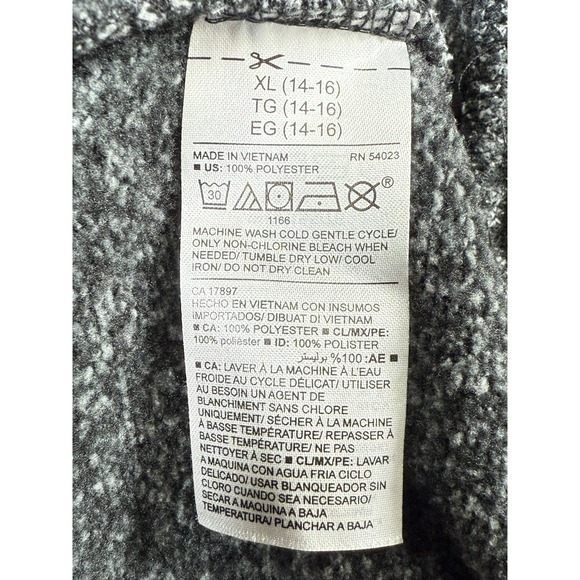 XL (14-16)
TG (14-16)
EG (14-16)
MADE IN VIETNAM RN 54023
■ US: 100% POLYESTER
30 ®
1166
MACHINE WASH COLD GENTLE CYCLE/
ONLY NON-CHLORINE BLEACH WHEN
NEEDED/ TUMBLE DRY LOW/ COOL
IRON/ DO NOT DRY CLEAN
CA 17897
HECHO EN VIETNAM CON INSUMOS
IMPORTADOS/ DIBUAT DI VIETNAM
■ CA: 100% POLYESTER ■ CL/MX/PE:
100% poliéster ■ ID: 100% POLISTER
■ AE: 100% بوليستر
■ CA: LAVER À LA MACHINE À L'EAU
FROIDE AU CYCLE DÉLICAT/ UTILISER
AU BESOIN UN AGENT DE
BLANCHIMENT SANS CHLORE
UNIQUEMENT/ SÉCHER À LA MACHINE
À BASSE TEMPÉRATURE/ REPASSER À
BASSE TEMPÉRATURE/ NE PAS
NETTOYER À SEC ■ CL/MX/PE: LAVAR
A MAQUINA CON AGUA FRIA CICLO
DELICADO/ USAR BLANQUEADOR SIN
CLORO CUANDO SEA NECESARIO/
SECAR A MAQUINA A BAJA
TEMPERATURA/ PLANCHAR A BAJA